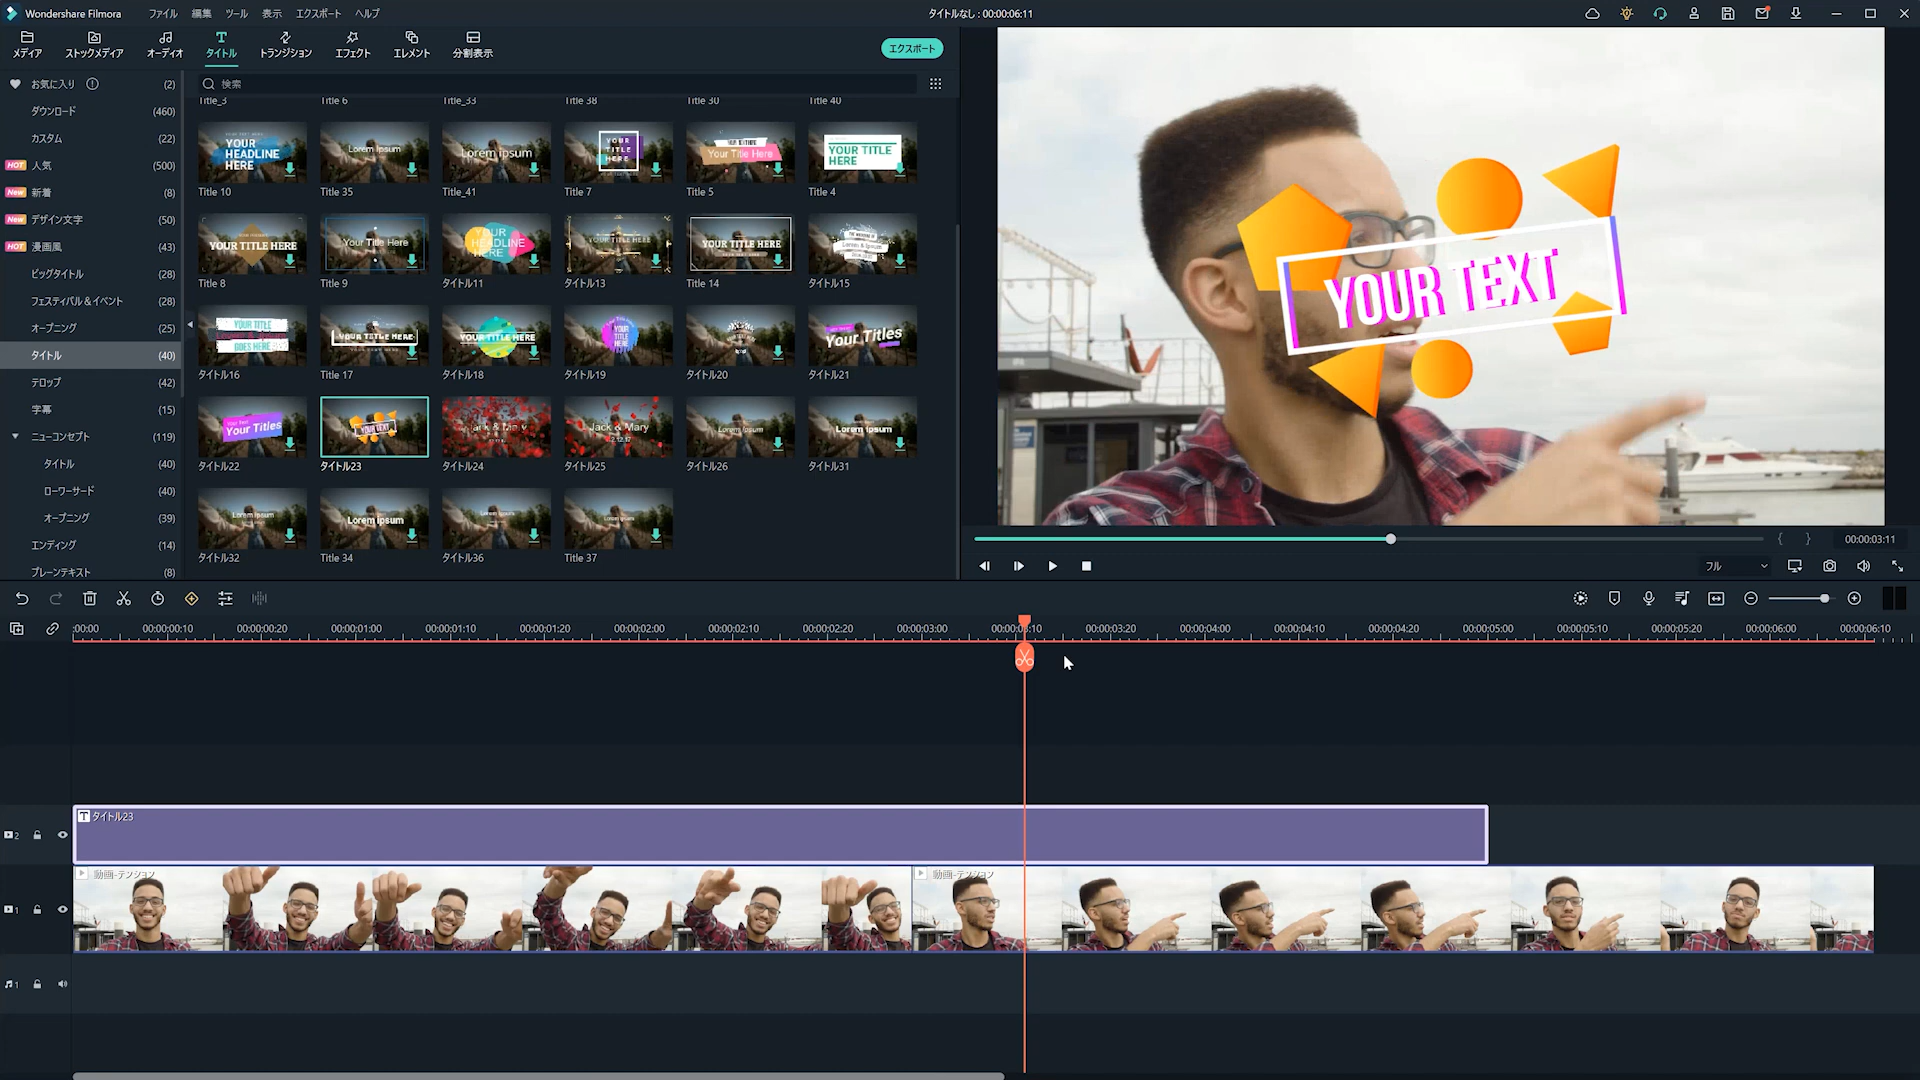 Wondershare Filmora ファイル 編集 ツール 表示 エクスポート ヘルプ
タイトルなし : 00:00:06:11
メディア ストックメディア オーディオ タイトル トランジション エフェクト エレメント 分割表示 エクスポート
お気に入り (2)
ダウンロード (460)
カスタム (22)
HOT 人気 (500)
New 新着 (8)
New デザイン文字 (50)
HOT 漫画風 (43)
ビッグタイトル (28)
フェスティバル＆イベント (28)
オープニング (25)
タイトル (40)
テロップ (42)
字幕 (15)
ニューコンセプト (119)
タイトル (40)
ローワーサード (40)
オープニング (39)
エンディング (14)
プレーンテキスト (8)
検索
Title_3 Title 6 Title_33 Title 38 Title 30 Title 40
YOUR HEADLINE HERE
Lorem Ipsum
Lorem Ipsum
YOUR TITLE HERE
Your Title Here
YOUR TITLE HERE
Title 10 Title 35 Title_41 Title 7 Title 5 Title 4
YOUR TITLE HERE
Your Title Here
YOUR HEADLINE HERE
YOUR TITLE HERE
YOUR TITLE HERE
Title 8 Title 9 タイトル11 タイトル13 Title 14 タイトル15
YOUR TITLE GOES HERE
YOUR TITLE HERE
YOUR TITLE HERE
YOUR TITLE HERE
Your Titles
タイトル16 Title 17 タイトル18 タイトル19 タイトル20 タイトル21
Your Titles
YOUR TEXT
Jack & Mary
Jack & Mary
Lorem Ipsum
Lorem Ipsum
タイトル22 タイトル23 タイトル24 タイトル25 タイトル26 タイトル31
Lorem Ipsum
Lorem Ipsum
Lorem Ipsum
タイトル32 Title 34 タイトル36 Title 37
YOUR TEXT
{ } 00:00:03:11
フル
:00:00 00:00:00:10 00:00:00:20 00:00:01:00 00:00:01:10 00:00:01:20 00:00:02:00 00:00:02:10 00:00:02:20 00:00:03:00 00:00:03:10 00:00:03:20 00:00:04:00 00:00:04:10 00:00:04:20 00:00:05:00 00:00:05:10 00:00:05:20 00:00:06:00 00:00:06:10
2
T タイトル23
動画-テンション 動画-テンション
1
1